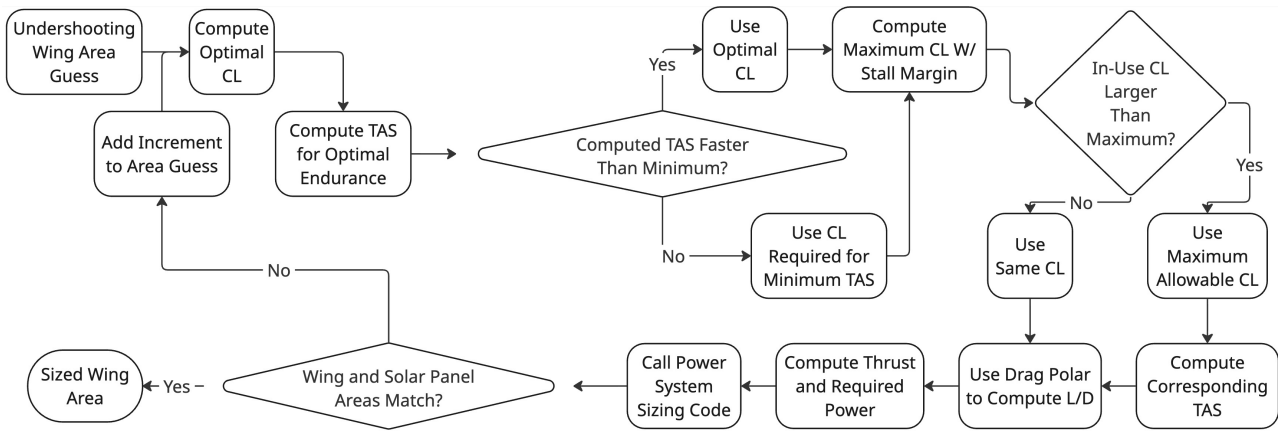 Undershooting
Wing Area
Guess
Compute
Optimal
CL
Add Increment
to Area Guess
Compute TAS
for Optimal
Endurance
Computed TAS Faster
Than Minimum?
Yes
Use
Optimal
CL
No
Use CL
Required for
Minimum TAS
Compute
Maximum CL W/
Stall Margin
In-Use CL
Larger
Than
Maximum?
No
Use
Same CL
Yes
Use
Maximum
Allowable CL
Compute
Corresponding
TAS
Use Drag Polar
to Compute L/D
Compute Thrust
and Required
Power
Call Power
System
Sizing Code
Wing and Solar Panel
Areas Match?
No
Yes
Sized Wing
Area